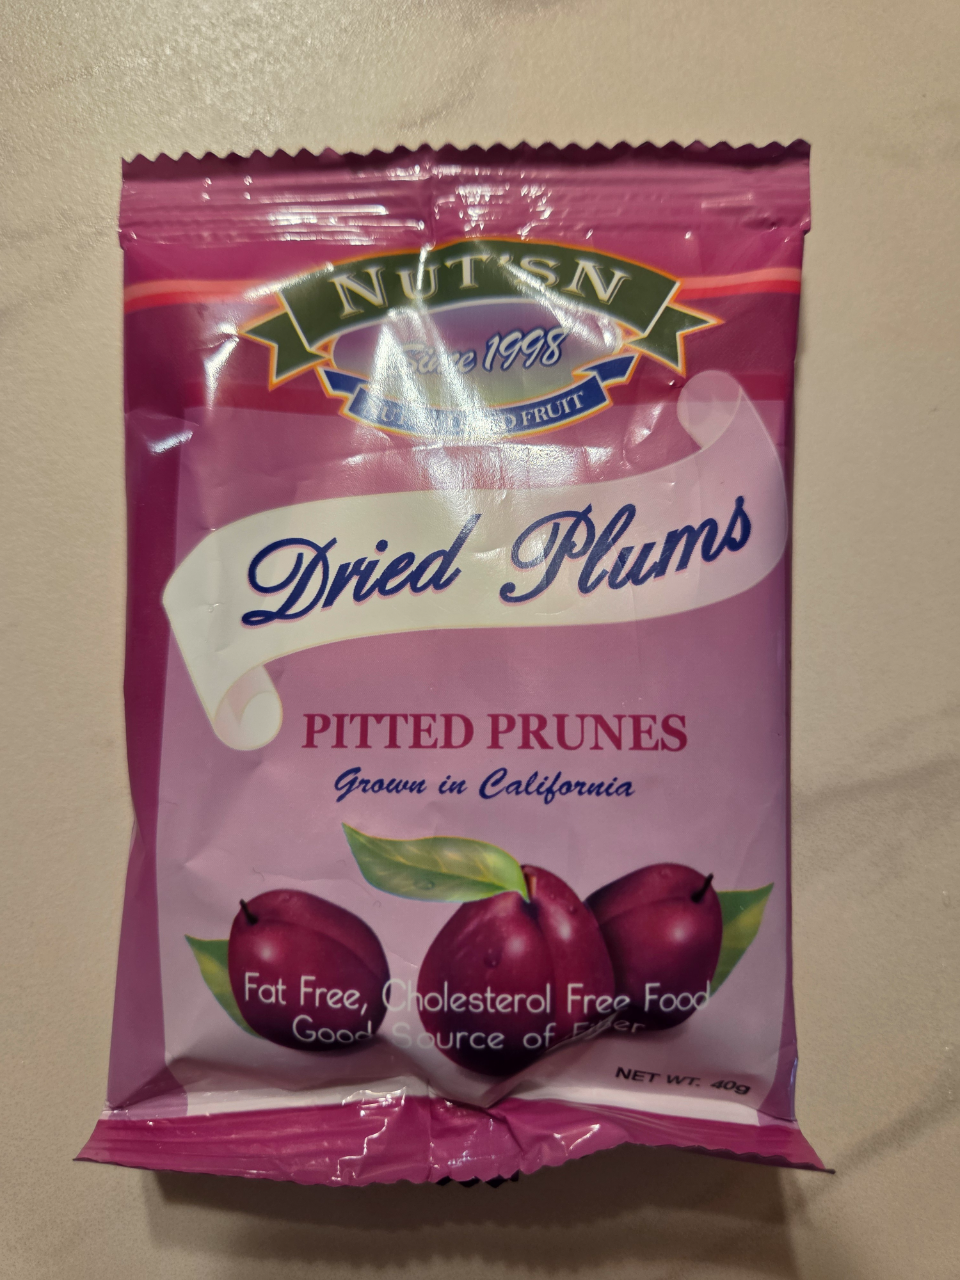 NUT'SN
Since 1998
FRUIT
Dried Plums
PITTED PRUNES
Grown in California
Fat Free, Cholesterol Free Food
Good Source of Fiber
NET WT. 40g